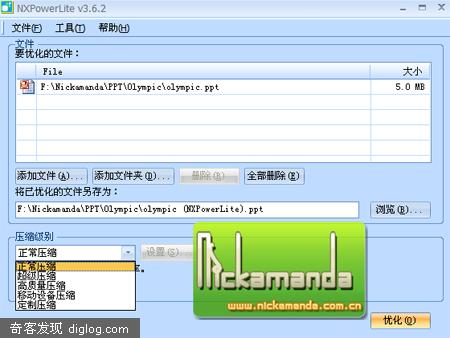 NXPowerLite v3.6.2
文件(F) 工具(T) 帮助(H)
文件
要优化的文件：
File 大小
F:\Nickamanda\PPT\Olympic\olympic.ppt 5.0 MB
添加文件(A)... 添加文件夹(D)... 删除(R) 全部删除(E)
将已优化的文件另存为：
F:\Nickamanda\PPT\Olympic\olympic (NXPowerLite).ppt 浏览(B)...
压缩级别
正常压缩 设置(S)...
正常压缩
超级压缩
高质量压缩
移动设备压缩
定制压缩
Nickamanda
www.nickamanda.com.cn
奇客发现 diglog.com
优化(O)